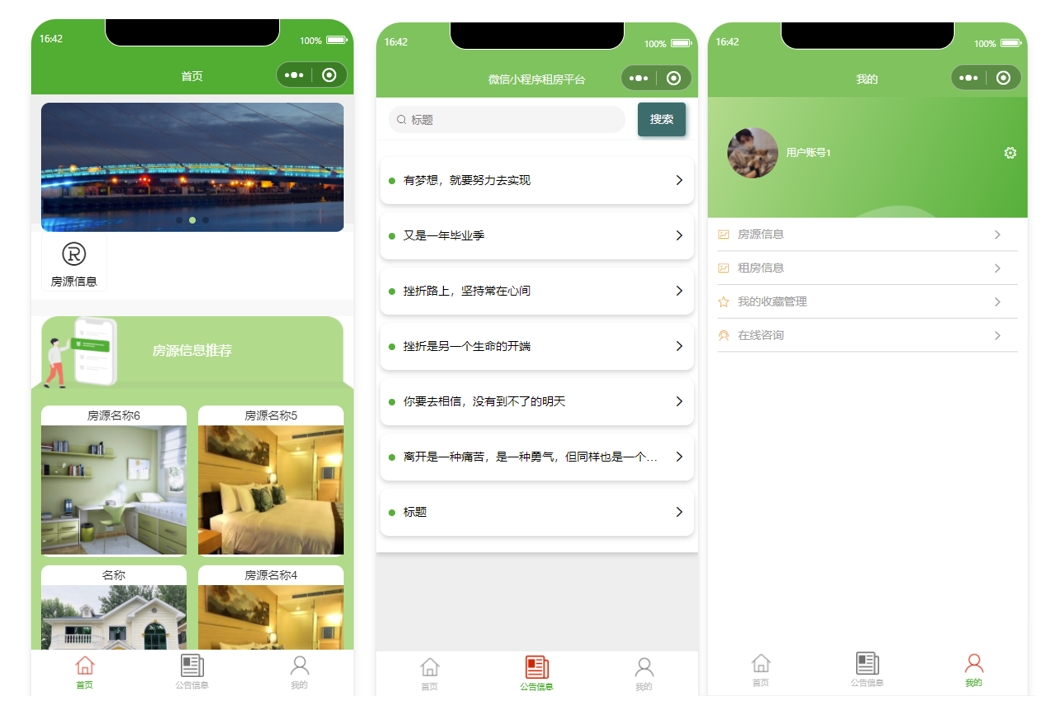 16:42
100%
首页
房源信息
房源信息推荐
房源名称6
房源名称5
名称
房源名称4
首页
公告信息
我的
16:42
100%
微信小程序租房平台
标题
搜索
有梦想，就要努力去实现
又是一年毕业季
挫折路上，坚持常在心间
挫折是另一个生命的开端
你要去相信，没有到不了的明天
离开是一种痛苦，是一种勇气，但同样也是一个...
标题
首页
公告信息
我的
16:42
100%
我的
用户账号1
房源信息
租房信息
我的收藏管理
在线咨询
首页
公告信息
我的